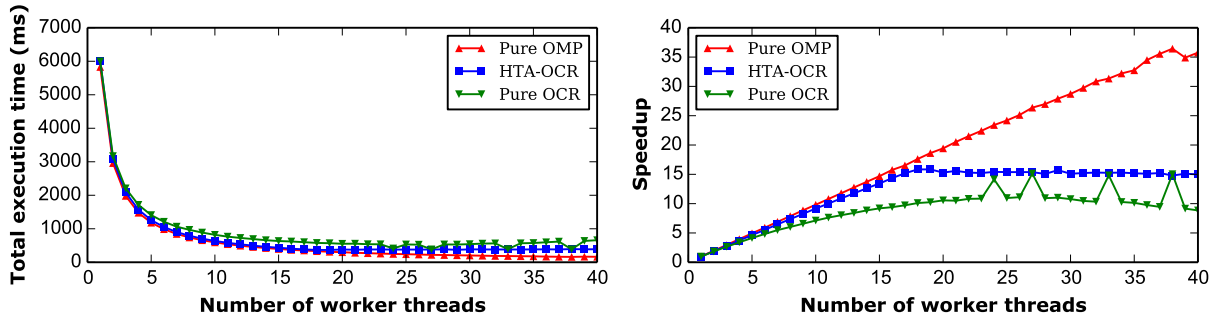 Total execution time (ms)
7000
6000
5000
4000
3000
2000
1000
0
0 5 10 15 20 25 30 35 40
Number of worker threads
Pure OMP
HTA-OCR
Pure OCR
Speedup
40
35
30
25
20
15
10
5
0
0 5 10 15 20 25 30 35 40
Number of worker threads
Pure OMP
HTA-OCR
Pure OCR